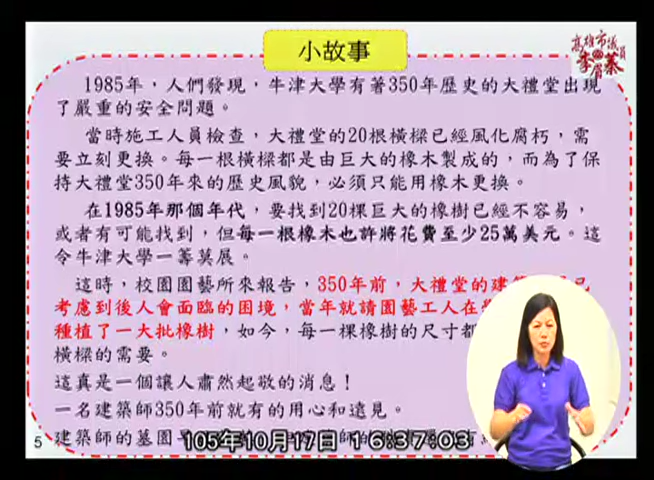 小故事
高雄市議員
李眉蓁
1985年，人們發現，牛津大學有著350年歷史的大禮堂出現
了嚴重的安全問題。
當時施工人員檢查，大禮堂的20根橫樑已經風化腐朽，需
要立刻更換。每一根橫樑都是由巨大的橡木製成的，而為了保
持大禮堂350年來的歷史風貌，必須只能用橡木更換。
在1985年那個年代，要找到20棵巨大的橡樹已經不容易，
或者有可能找到，但每一根橡木也許將花費至少25萬美元。這
令牛津大學一籌莫展。
這時，校園園藝所來報告，350年前，大禮堂的建築
考慮到後人會面臨的困境，當年就請園藝工人在
種植了一大批橡樹，如今，每一棵橡樹的尺寸都
橫樑的需要。
這真是一個讓人肅然起敬的消息！
一名建築師350年前就有的用心和遠見。
建築師的墓園
105年10月17日 16:37:03
5